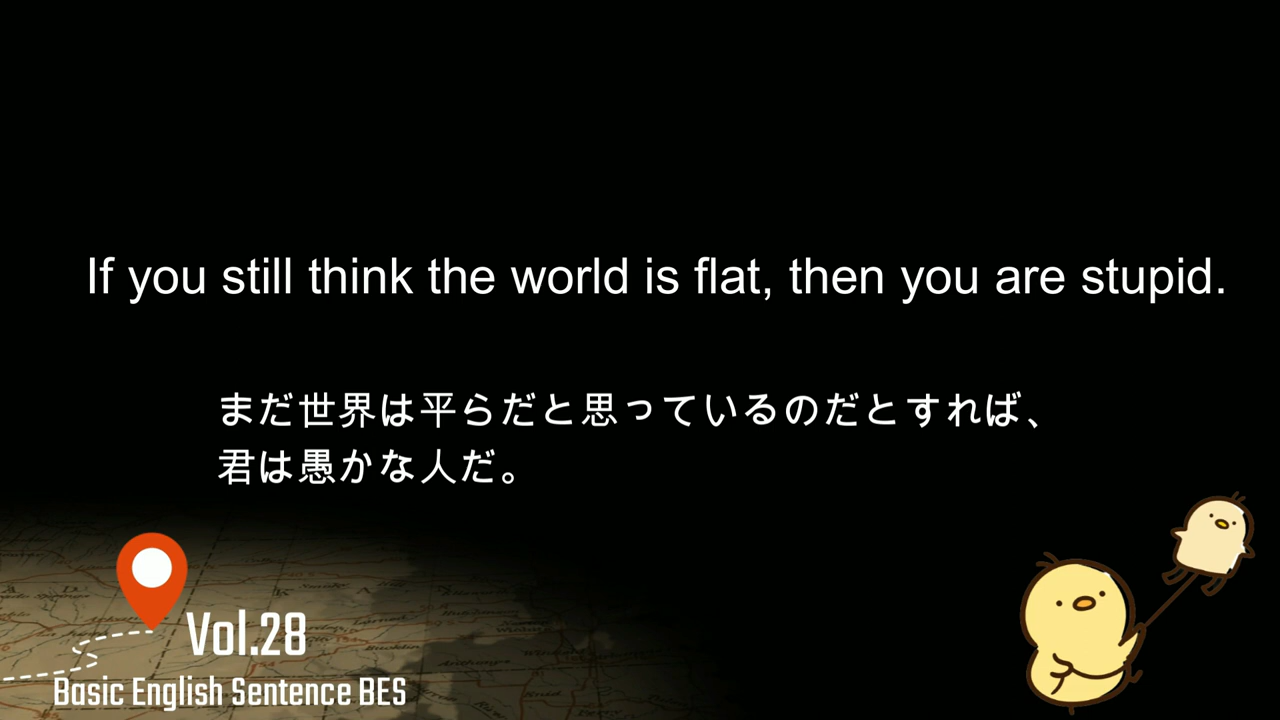 If you still think the world is flat, then you are stupid.
まだ世界は平らだと思っているのだとすれば、
君は愚かな人だ。
Vol.28
Basic English Sentence BES